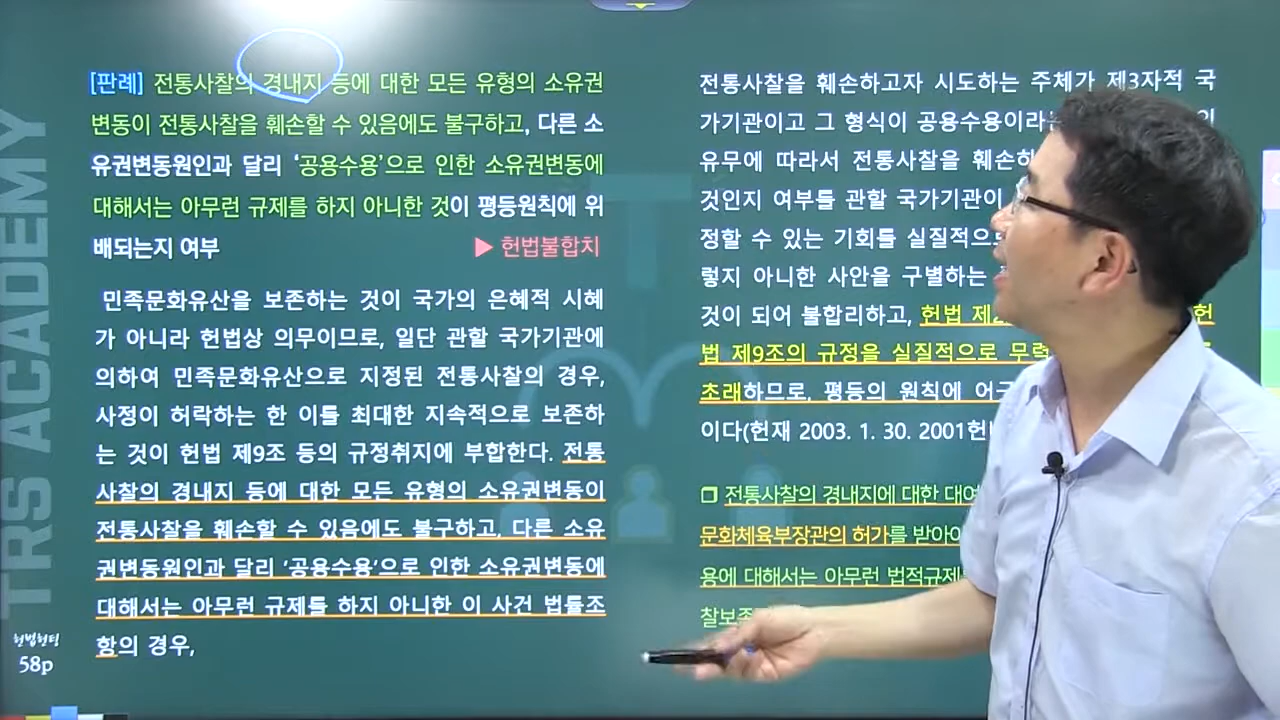 [판례] 전통사찰의 경내지 등에 대한 모든 유형의 소유권
변동이 전통사찰을 훼손할 수 있음에도 불구하고, 다른 소
유권변동원인과 달리 ‘공용수용’으로 인한 소유권변동에
대해서는 아무런 규제를 하지 아니한 것이 평등원칙에 위
배되는지 여부 ▶ 헌법불합치
민족문화유산을 보존하는 것이 국가의 은혜적 시혜
가 아니라 헌법상 의무이므로, 일단 관할 국가기관에
의하여 민족문화유산으로 지정된 전통사찰의 경우,
사정이 허락하는 한 이를 최대한 지속적으로 보존하
는 것이 헌법 제9조 등의 규정취지에 부합한다. 전통
사찰의 경내지 등에 대한 모든 유형의 소유권변동이
전통사찰을 훼손할 수 있음에도 불구하고, 다른 소유
권변동원인과 달리 ‘공용수용’으로 인한 소유권변동에
대해서는 아무런 규제를 하지 아니한 이 사건 법률조
항의 경우,
전통사찰을 훼손하고자 시도하는 주체가 제3자적 국
가기관이고 그 형식이 공용수용이라는
유무에 따라서 전통사찰을 훼손하
것인지 여부를 관할 국가기관이
정할 수 있는 기회를 실질적으로
렇지 아니한 사안을 구별하는
것이 되어 불합리하고, 헌법 제2 헌
법 제9조의 규정을 실질적으로 무력
초래하므로, 평등의 원칙에 어
이다(헌재 2003. 1. 30. 2001헌
❒ 전통사찰의 경내지에 대한 대여
문화체육부장관의 허가를 받아야
용에 대해서는 아무런 법적규제
찰보존
TRS ACADEMY
헌법헌팅
58p